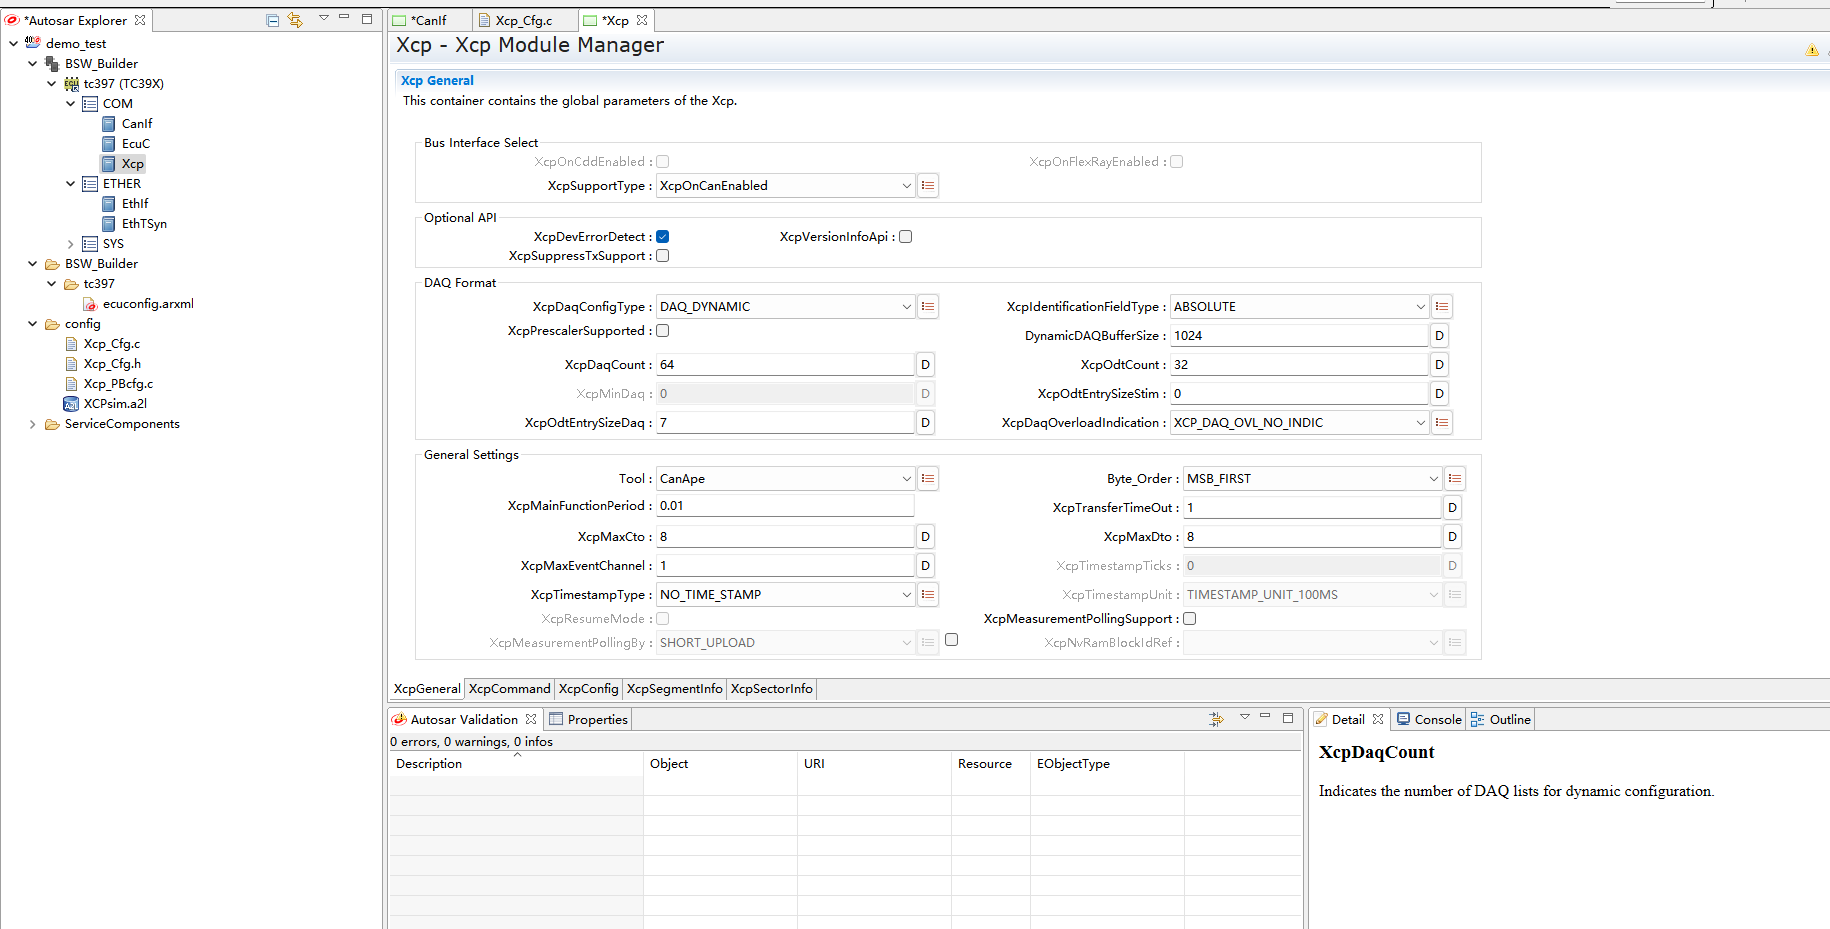 *Autosar Explorer
demo_test
BSW_Builder
tc397 (TC39X)
COM
CanIf
EcuC
Xcp
ETHER
EthIf
EthTSyn
SYS
BSW_Builder
tc397
ecuconfig.arxml
config
Xcp_Cfg.c
Xcp_Cfg.h
Xcp_PBcfg.c
XCPsim.a2l
ServiceComponents
*CanIf Xcp_Cfg.c *Xcp
Xcp - Xcp Module Manager
Xcp General
This container contains the global parameters of the Xcp.
Bus Interface Select
XcpOnCddEnabled : XcpOnFlexRayEnabled :
XcpSupportType : XcpOnCanEnabled
Optional API
XcpDevErrorDetect : XcpVersionInfoApi :
XcpSuppressTxSupport :
DAQ Format
XcpDaqConfigType : DAQ_DYNAMIC XcpIdentificationFieldType : ABSOLUTE
XcpPrescalerSupported : DynamicDAQBufferSize : 1024 D
XcpDaqCount : 64 D XcpOdtCount : 32 D
XcpMinDaq : 0 D XcpOdtEntrySizeStim : 0 D
XcpOdtEntrySizeDaq : 7 D XcpDaqOverloadIndication : XCP_DAQ_OVL_NO_INDIC
General Settings
Tool : CanApe Byte_Order : MSB_FIRST
XcpMainFunctionPeriod : 0.01 XcpTransferTimeOut : 1 D
XcpMaxCto : 8 D XcpMaxDto : 8 D
XcpMaxEventChannel : 1 D XcpTimestampTicks : 0 D
XcpTimestampType : NO_TIME_STAMP XcpTimestampUnit : TIMESTAMP_UNIT_100MS
XcpResumeMode : XcpMeasurementPollingSupport :
XcpMeasurementPollingBy : SHORT_UPLOAD XcpNvRamBlockIdRef :
XcpGeneral XcpCommand XcpConfig XcpSegmentInfo XcpSectorInfo
Autosar Validation Properties
0 errors, 0 warnings, 0 infos
Description Object URI Resource EObjectType
Detail Console Outline
XcpDaqCount
Indicates the number of DAQ lists for dynamic configuration.